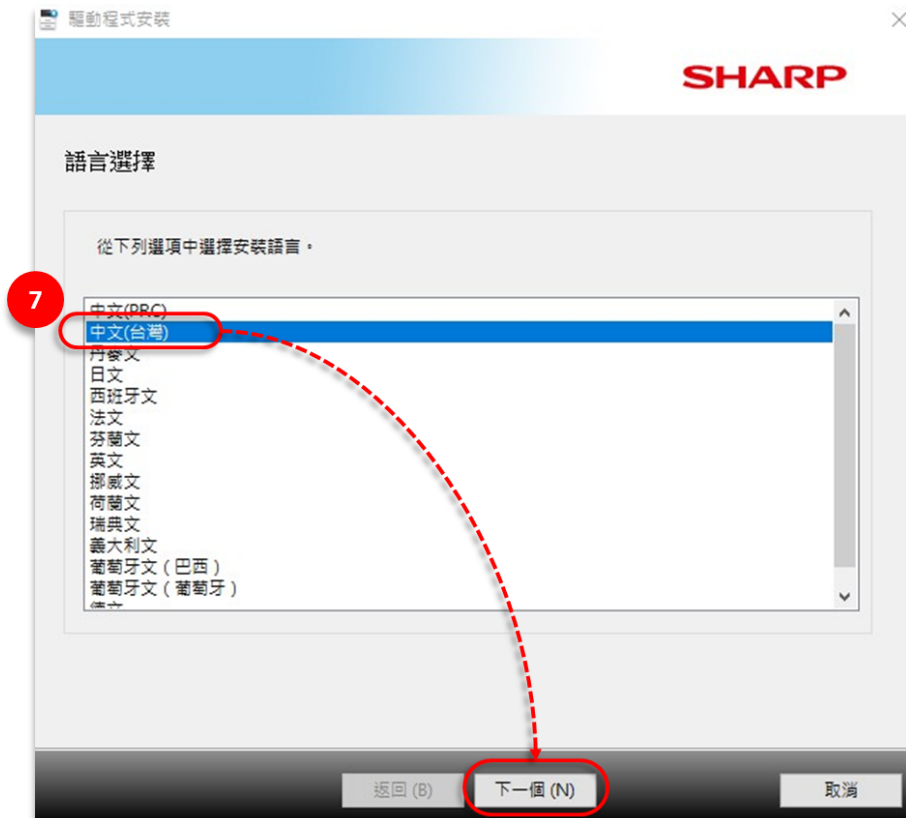 驅動程式安裝
SHARP
語言選擇
從下列選項中選擇安裝語言。
7
中文(PRC)
中文(台灣)
丹麥文
日文
西班牙文
法文
芬蘭文
英文
挪威文
荷蘭文
瑞典文
義大利文
葡萄牙文 ( 巴西 )
葡萄牙文 ( 葡萄牙 )
德文
返回 (B)
下一個 (N)
取消